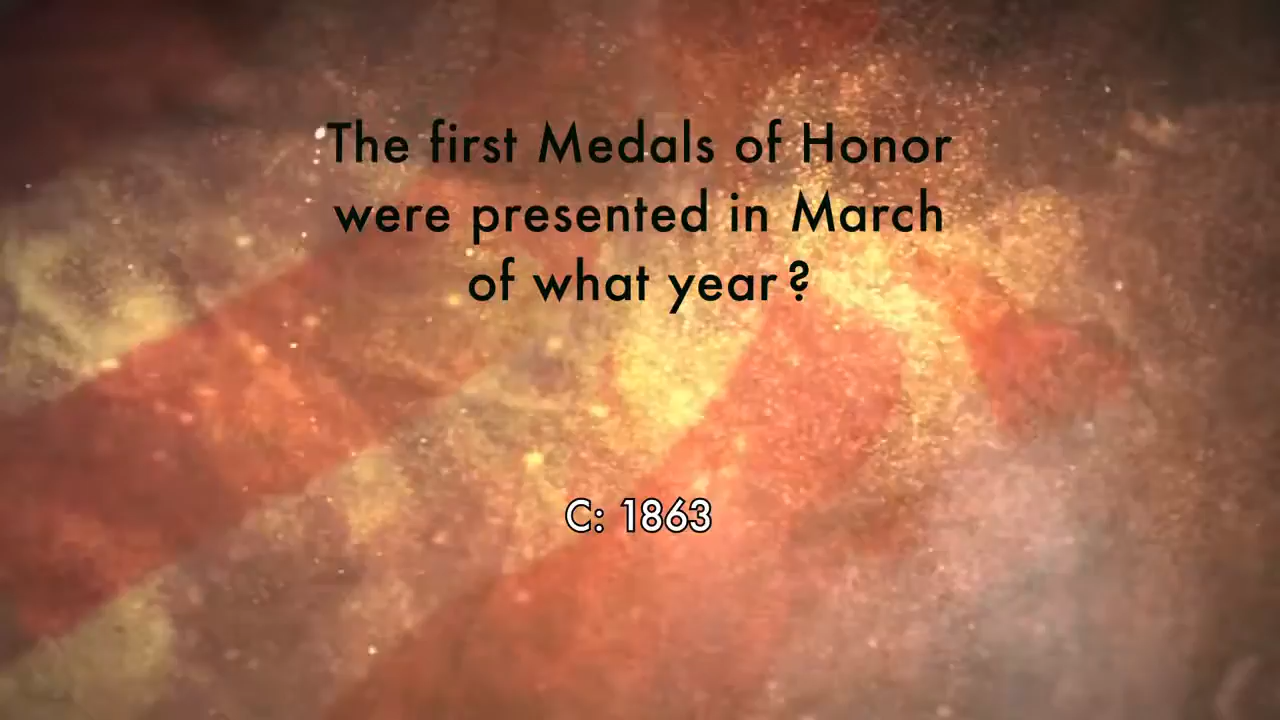 The first Medals of Honor
were presented in March
of what year?
C: 1863